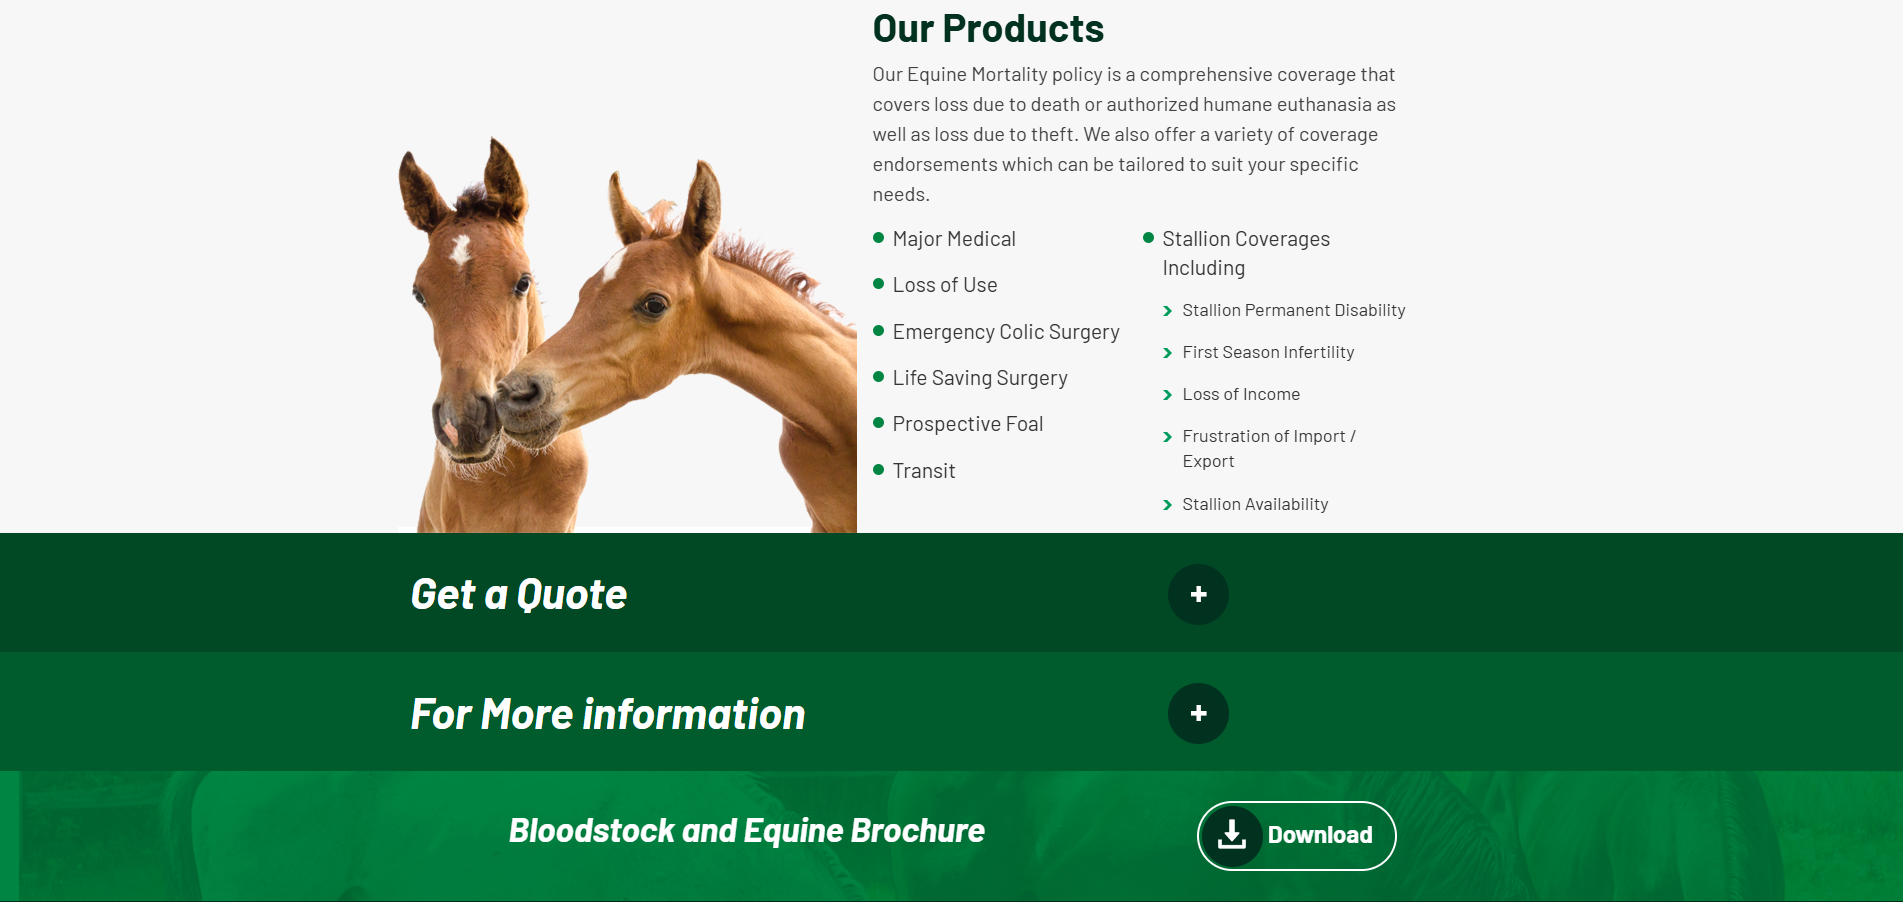 Our Products
Our Equine Mortality policy is a comprehensive coverage that
covers loss due to death or authorized humane euthanasia as
well as loss due to theft. We also offer a variety of coverage
endorsements which can be tailored to suit your specific
needs.
Major Medical
Loss of Use
Emergency Colic Surgery
Life Saving Surgery
Prospective Foal
Transit
Stallion Coverages
Including
Stallion Permanent Disability
First Season Infertility
Loss of Income
Frustration of Import /
Export
Stallion Availability
Get a Quote
For More information
Bloodstock and Equine Brochure
Download